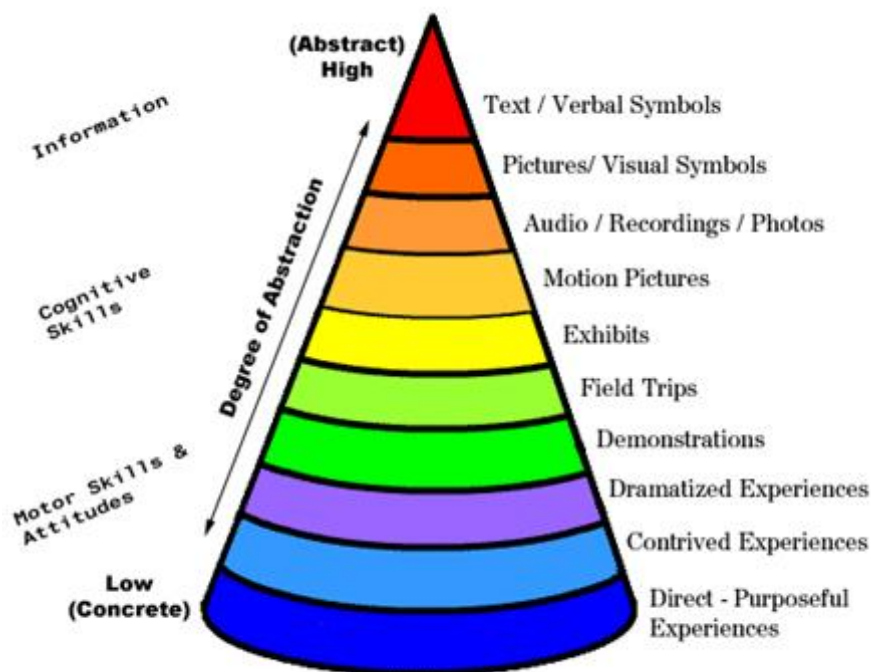 (Abstract)
High
Information
Text / Verbal Symbols
Pictures/ Visual Symbols
Audio / Recordings / Photos
Degree of Abstraction
Motion Pictures
Cognitive
Skills
Exhibits
Field Trips
Demonstrations
Motor Skills &
Attitudes
Dramatized Experiences
Contrived Experiences
Low
(Concrete)
Direct - Purposeful
Experiences